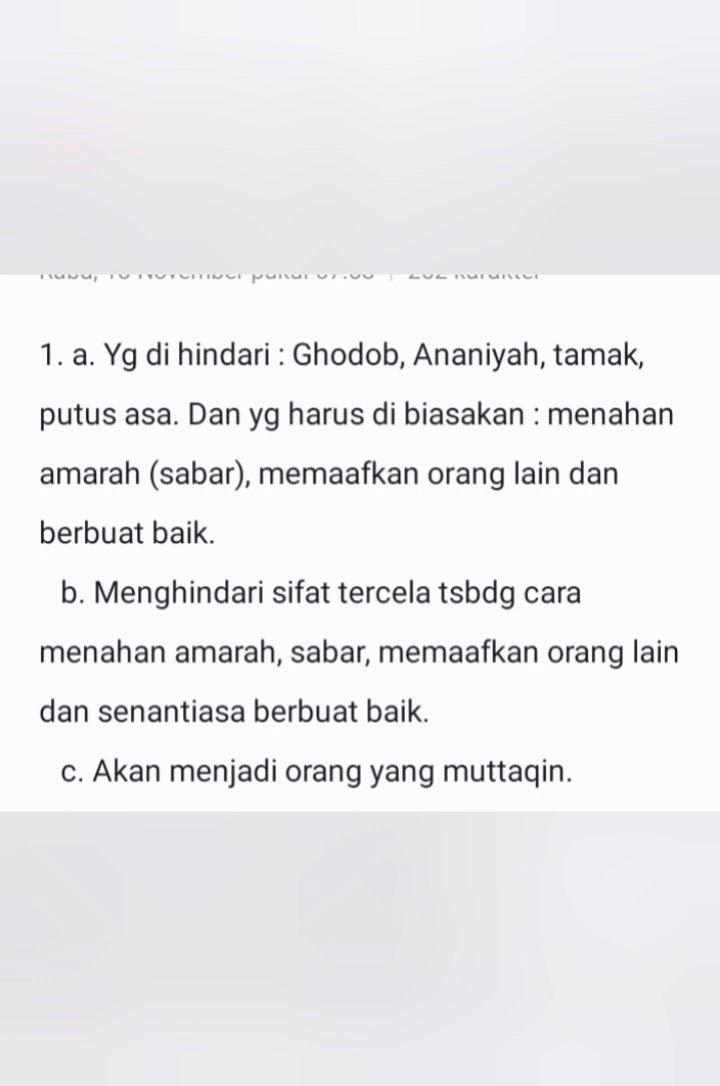 1. a. Yg di hindari : Ghodob, Ananiyah, tamak,
putus asa. Dan yg harus di biasakan : menahan
amarah (sabar), memaafkan orang lain dan
berbuat baik.
b. Menghindari sifat tercela tsbdg cara
menahan amarah, sabar, memaafkan orang lain
dan senantiasa berbuat baik.
c. Akan menjadi orang yang muttaqin.